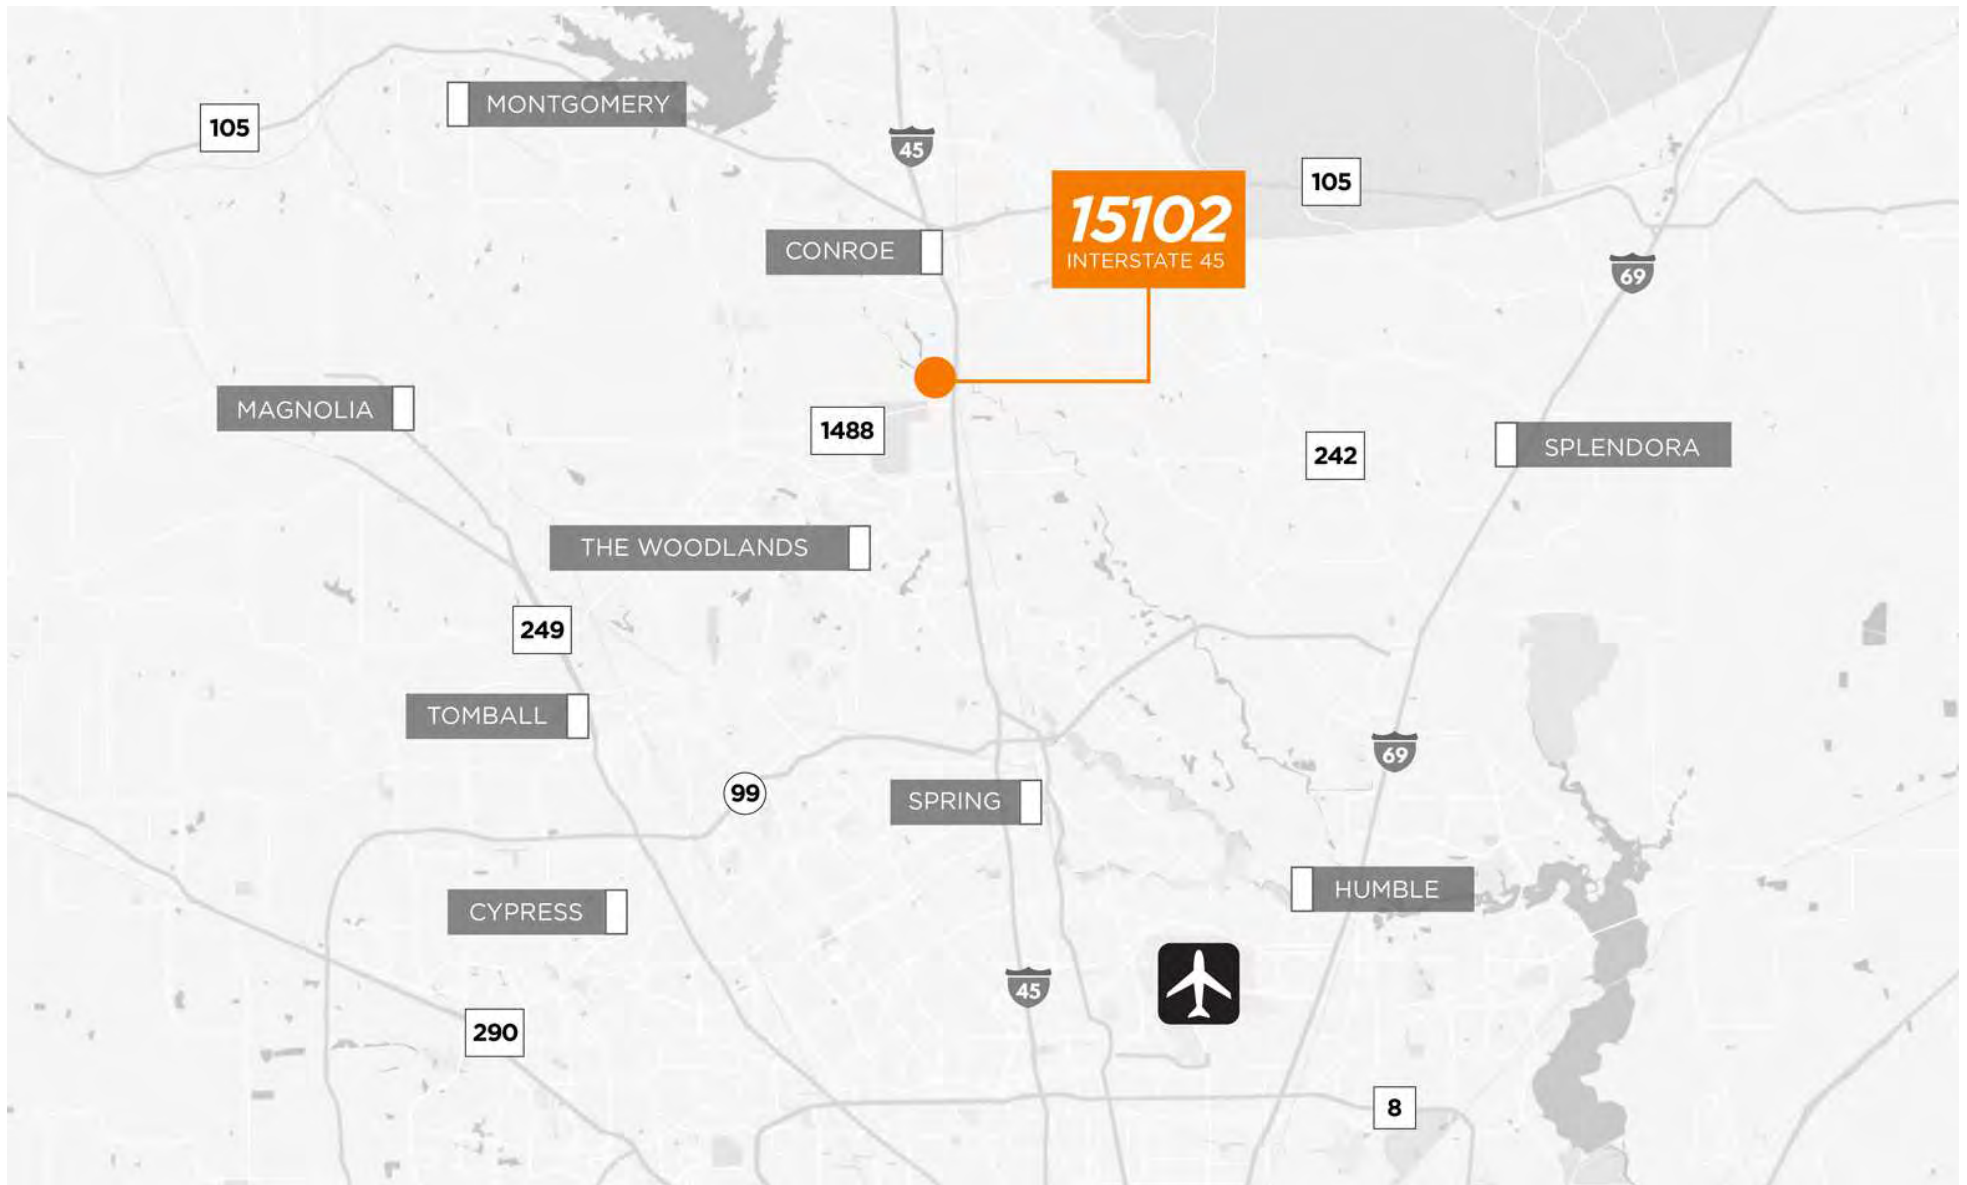 MONTGOMERY
105
45
105
15102
INTERSTATE 45
CONROE
69
MAGNOLIA
1488
242
SPLENDORA
THE WOODLANDS
249
TOMBALL
69
99
SPRING
HUMBLE
CYPRESS
45
290
8